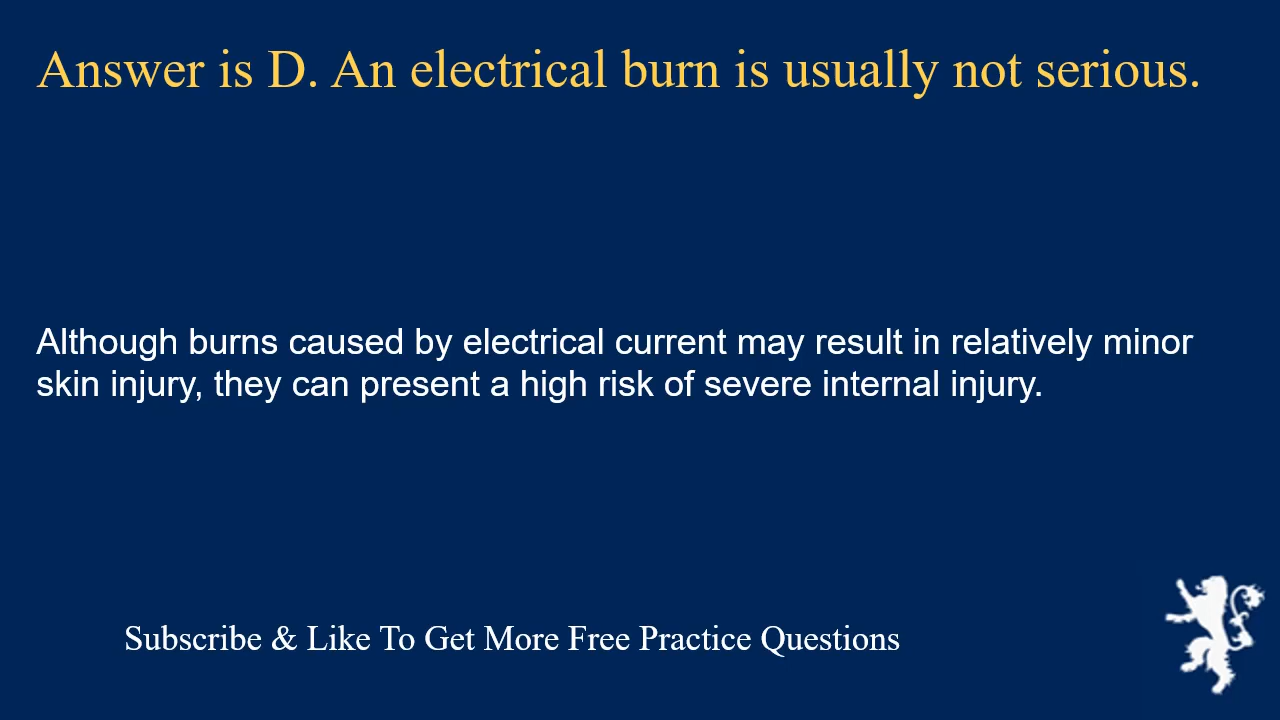 Answer is D. An electrical burn is usually not serious.
Although burns caused by electrical current may result in relatively minor
skin injury, they can present a high risk of severe internal injury.
Subscribe & Like To Get More Free Practice Questions